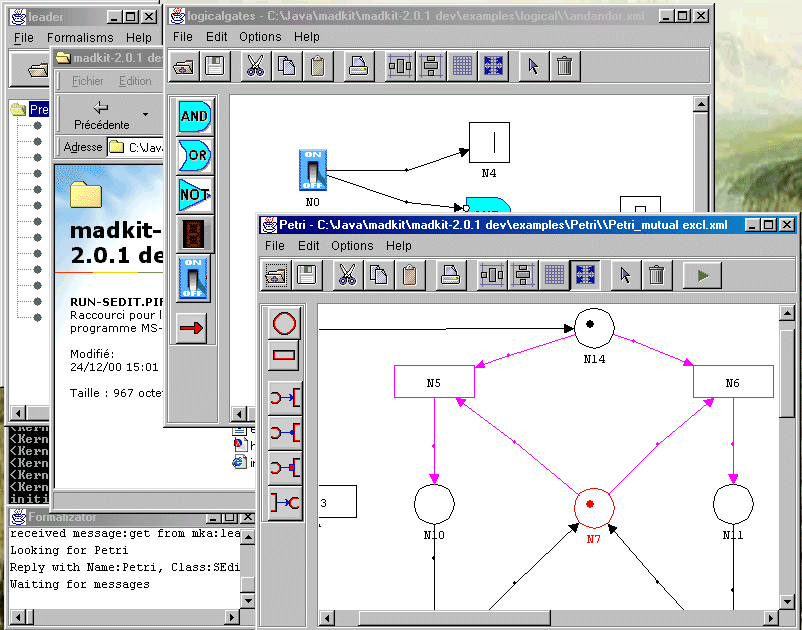 leader
File Formalisms Help
Pre
madkit-2.0.1 de
Fichier Edition
Précédente
Adresse C:\Java
madkit-
2.0.1 de
RUN-SEDIT.PIF
Raccourci pour l
programme MS-
Modifié:
24/12/00 15:01
Taille : 967 octet
logicalgates - C:\Java\madkit\madkit-2.0.1 dev\examples\logical\\andandor.xml
File Edit Options Help
AND
OR
NOT
ON
OFF
ON
OFF
N0
N4
Petri - C:\Java\madkit\madkit-2.0.1 dev\examples\Petri\\Petri_mutual excl.xml
File Edit Options Help
N14
N5
N6
3
N10
N7
N11
<Kern
<Kern
<Kern
<Kern
initi
Formalizator
received message:get from mka:lea
Looking for Petri
Reply with Name:Petri, Class:SEdi
Waiting for messages